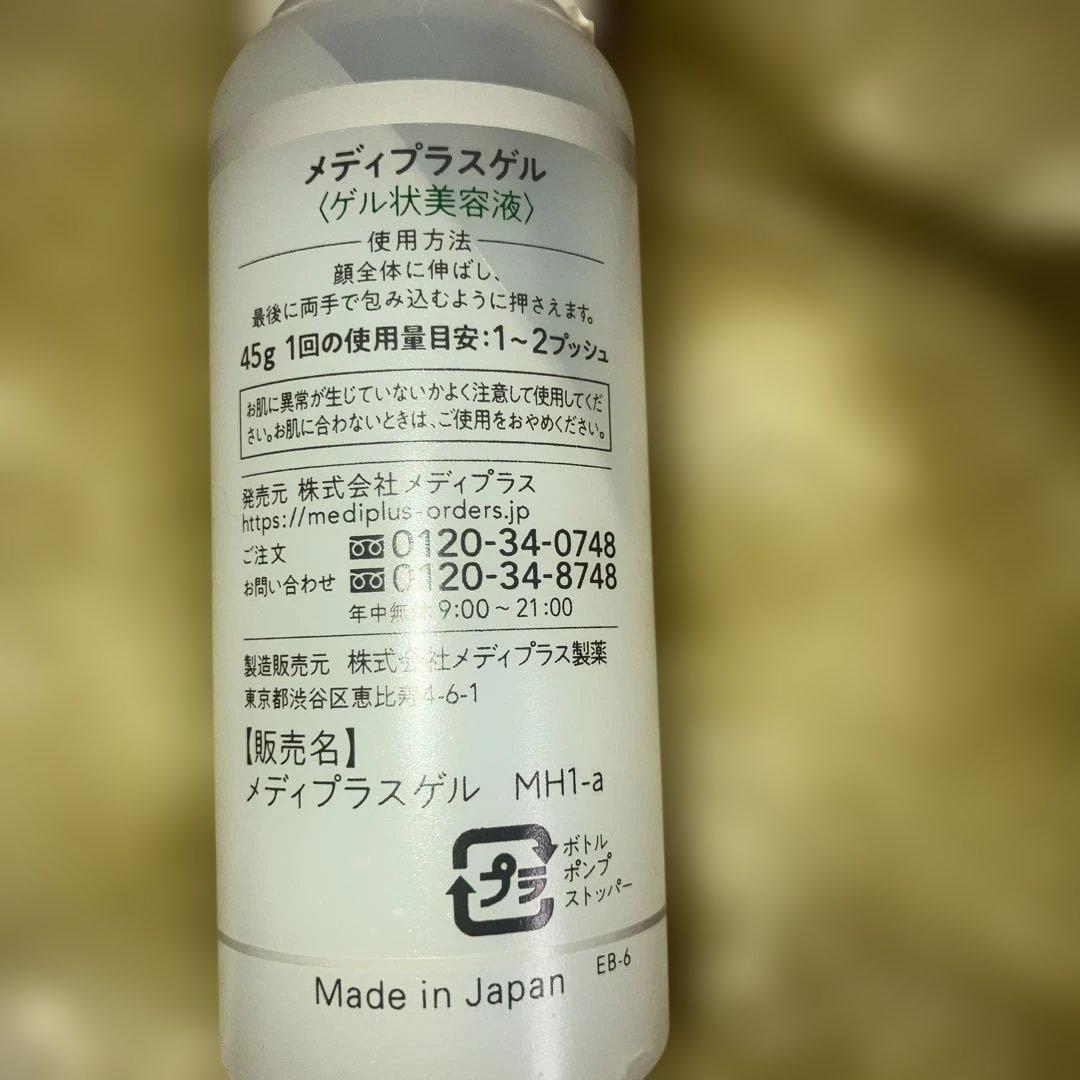 メディプラスゲル
〈ゲル状美容液〉
使用方法
顔全体に伸ばし、
最後に両手で包み込むように押さえます。
45g 1回の使用量目安：1〜2プッシュ
お肌に異常が生じていないかよく注意して使用してくだ
さい。お肌に合わないときは、ご使用をおやめください。
発売元 株式会社メディプラス
https://mediplus-orders.jp
ご注文 0120-34-0748
お問い合わせ 0120-34-8748
年中無休 9:00〜21:00
製造販売元 株式会社メディプラス製薬
東京都渋谷区恵比寿4-6-1
【販売名】
メディプラスゲル MH1-a
プラ
ボトル
ポンプ
ストッパー
EB-6
Made in Japan